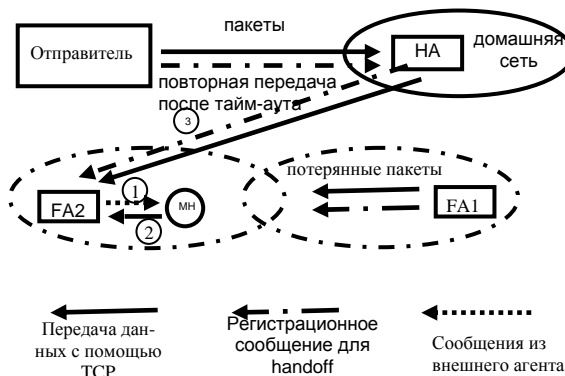 пакеты
Отправитель
HA
домашняя
сеть
повторная передача
после тайм-аута
3
потерянные пакеты
1
FA2
МН
FA1
2
Передача дан-
ных с помощью
TCP
Регистрационное
сообщение для
handoff
Сообщения из
внешнего агента